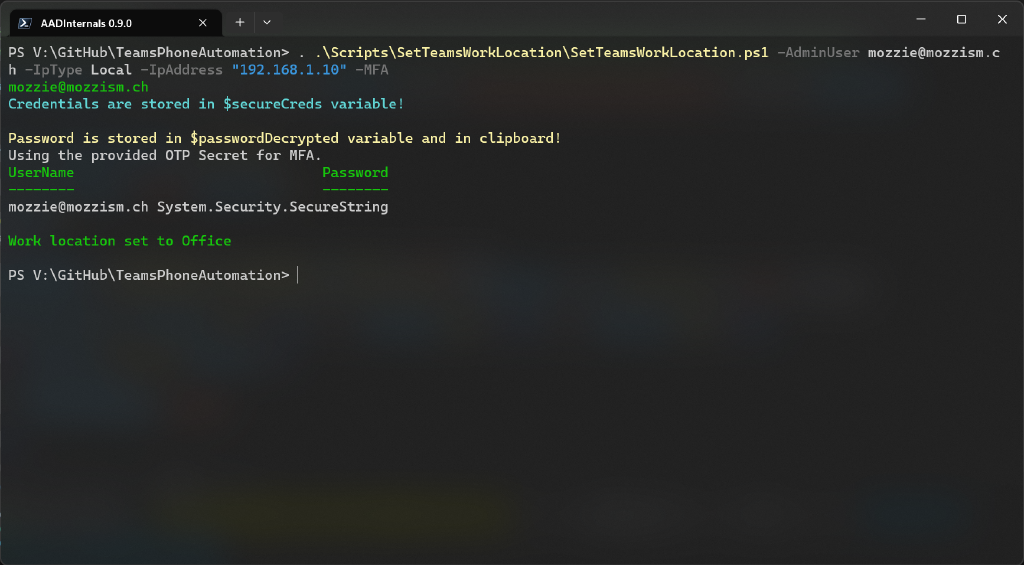 AADInternals 0.9.0
PS V:\GitHub\TeamsPhoneAutomation> . .\Scripts\SetTeamsWorkLocation\SetTeamsWorkLocation.ps1 -AdminUser mozzie@mozzism.c
h -IpType Local -IpAddress "192.168.1.10" -MFA
mozzie@mozzism.ch
Credentials are stored in $secureCreds variable!
Password is stored in $passwordDecrypted variable and in clipboard!
Using the provided OTP Secret for MFA.
UserName                              Password
--------                              --------
mozzie@mozzism.ch System.Security.SecureString
Work location set to Office
PS V:\GitHub\TeamsPhoneAutomation>